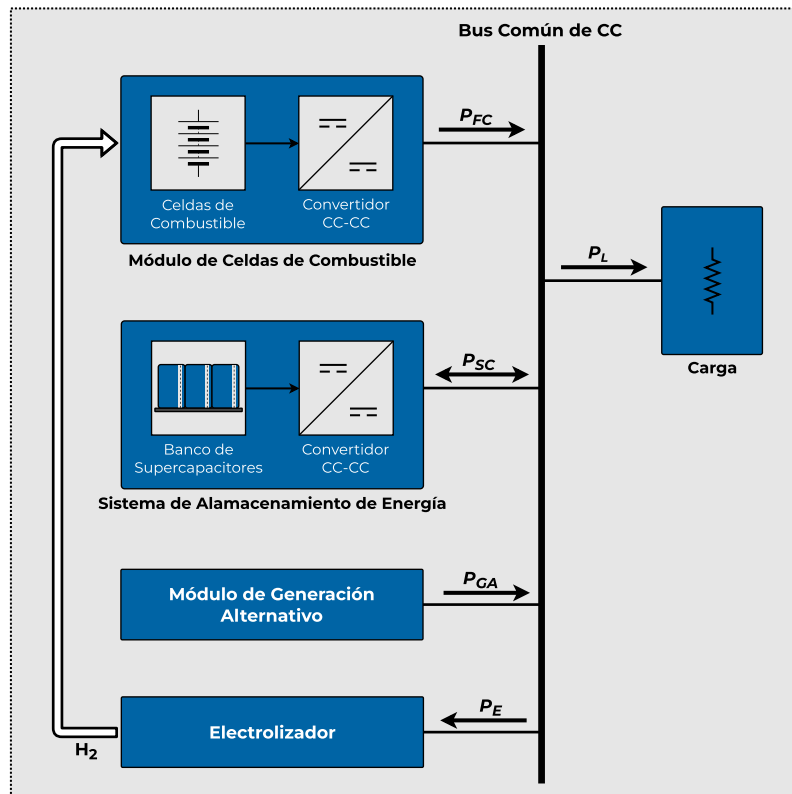 Bus Común de CC
P_FC
Celdas de
Combustible
Convertidor
CC-CC
Módulo de Celdas de Combustible
P_L
Carga
P_SC
Banco de
Supercapacitores
Convertidor
CC-CC
Sistema de Alamacenamiento de Energía
P_GA
Módulo de Generación
Alternativo
P_E
Electrolizador
H₂